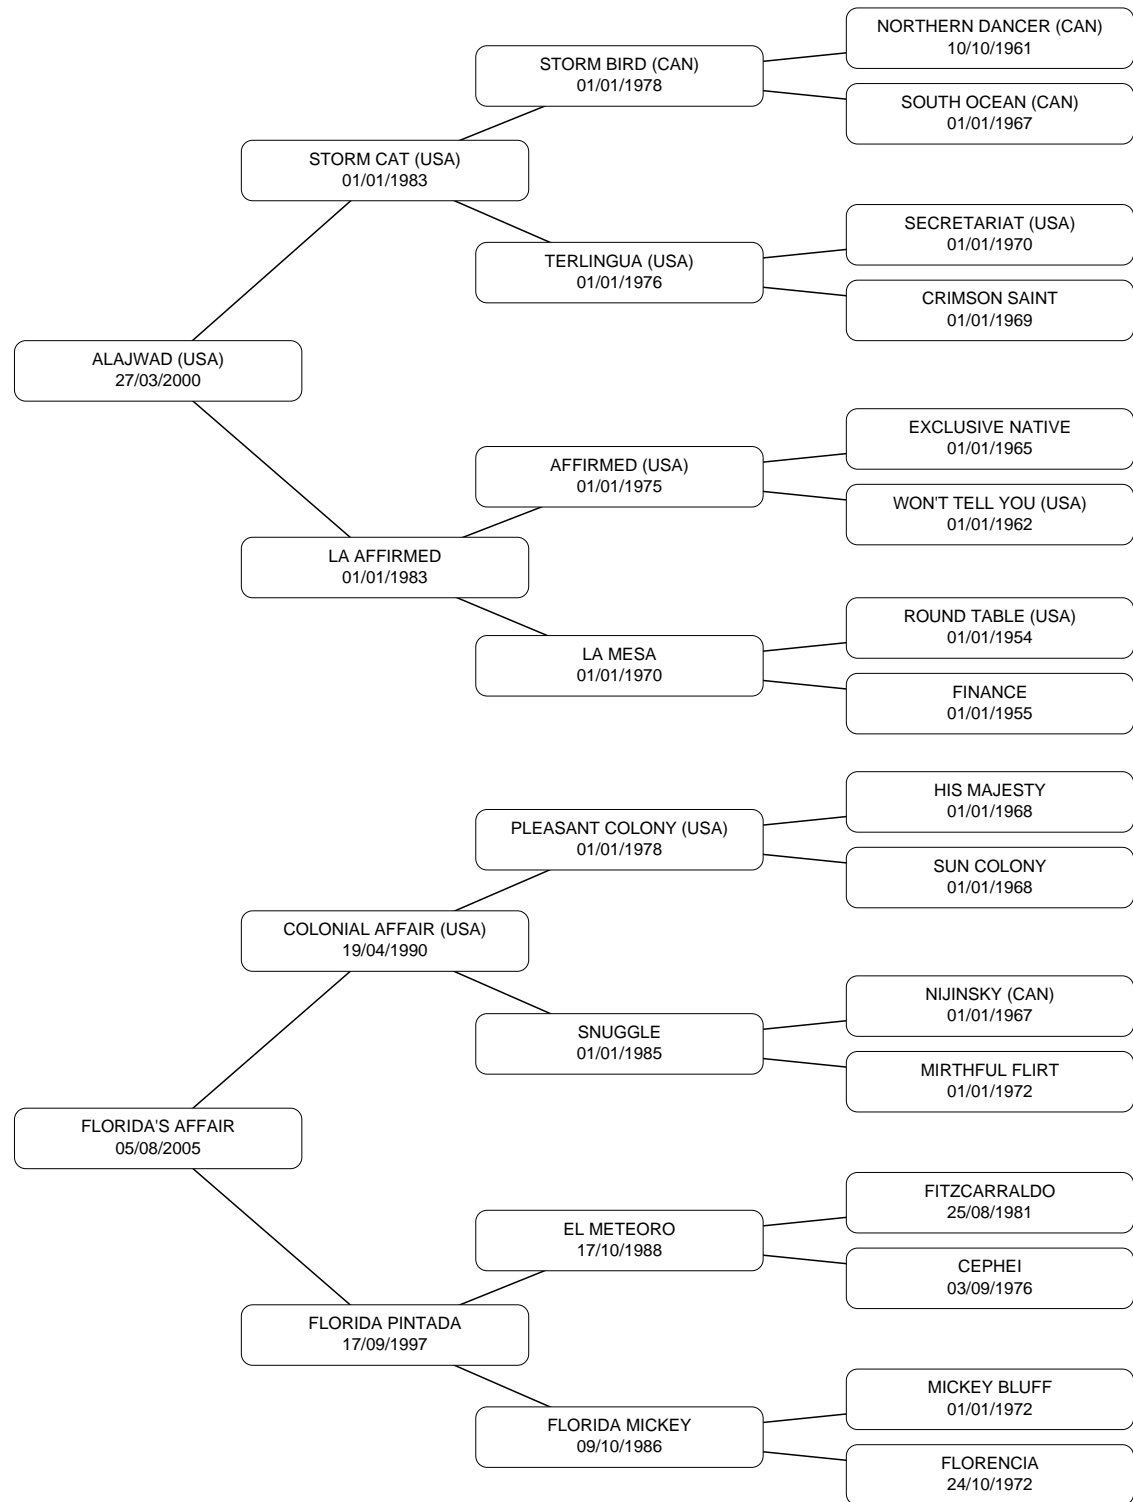 NORTHERN DANCER (CAN)
10/10/1961
STORM BIRD (CAN)
01/01/1978
SOUTH OCEAN (CAN)
01/01/1967
STORM CAT (USA)
01/01/1983
SECRETARIAT (USA)
01/01/1970
TERLINGUA (USA)
01/01/1976
CRIMSON SAINT
01/01/1969
ALAJWAD (USA)
27/03/2000
EXCLUSIVE NATIVE
01/01/1965
AFFIRMED (USA)
01/01/1975
WON'T TELL YOU (USA)
01/01/1962
LA AFFIRMED
01/01/1983
ROUND TABLE (USA)
01/01/1954
LA MESA
01/01/1970
FINANCE
01/01/1955
HIS MAJESTY
01/01/1968
PLEASANT COLONY (USA)
01/01/1978
SUN COLONY
01/01/1968
COLONIAL AFFAIR (USA)
19/04/1990
NIJINSKY (CAN)
01/01/1967
SNUGGLE
01/01/1985
MIRTHFUL FLIRT
01/01/1972
FLORIDA'S AFFAIR
05/08/2005
FITZCARRALDO
25/08/1981
EL METEORO
17/10/1988
CEPHEI
03/09/1976
FLORIDA PINTADA
17/09/1997
MICKEY BLUFF
01/01/1972
FLORIDA MICKEY
09/10/1986
FLORENCIA
24/10/1972